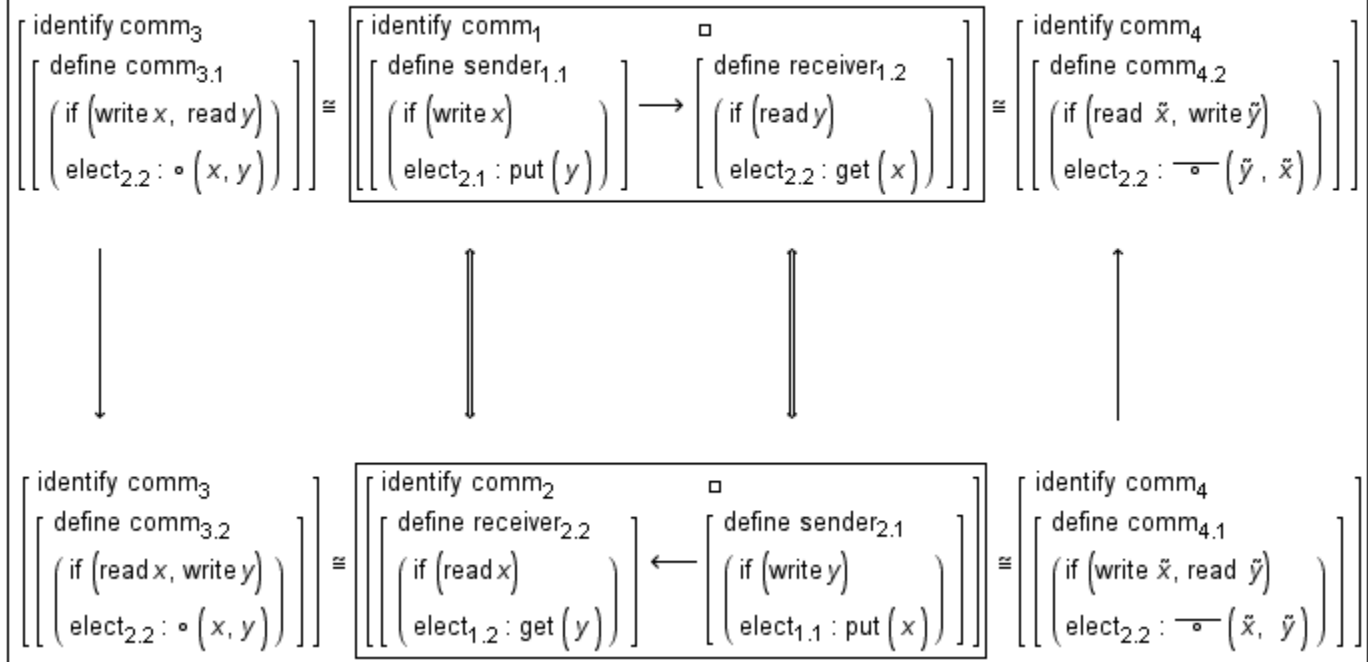 identify comm₃
define comm₃.₁
if (write x, read y)
elect₂.₂ : ∘ (x, y)
≅
identify comm₁ □
define sender₁.₁
if (write x)
elect₂.₁ : put (y)
⟶
define receiver₁.₂
if (read y)
elect₂.₂ : get (x)
≅
identify comm₄
define comm₄.₂
if (read x̃, write ỹ)
elect₂.₂ : ∘̅ (ỹ , x̃)
identify comm₃
define comm₃.₂
if (read x, write y)
elect₂.₂ : ∘ (x, y)
≅
identify comm₂ □
define receiver₂.₂
if (read x)
elect₁.₂ : get (y)
⟵
define sender₂.₁
if (write y)
elect₁.₁ : put (x)
≅
identify comm₄
define comm₄.₁
if (write x̃, read ỹ)
elect₂.₂ : ∘̅ (x̃, ỹ)